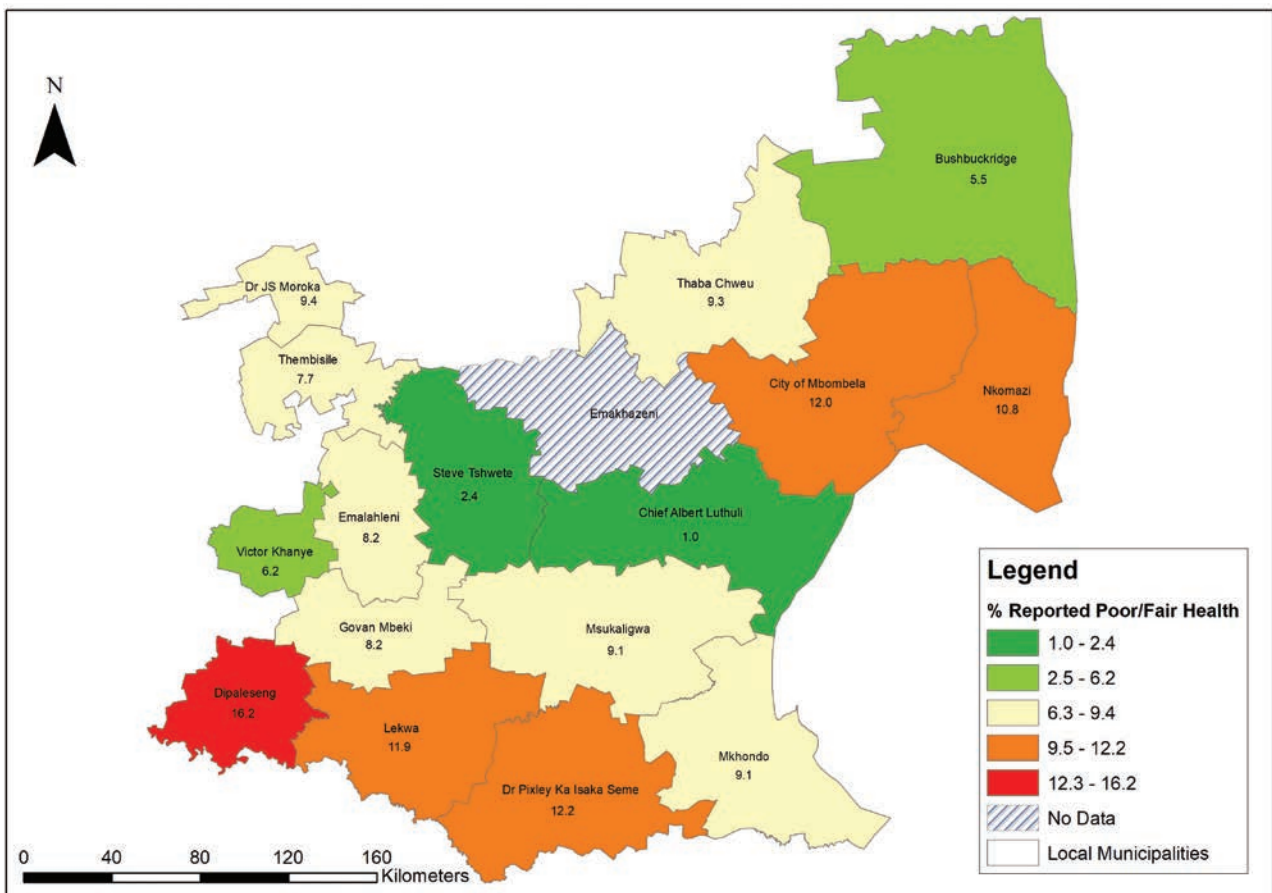 N
Bushbuckridge
5.5
Thaba Chweu
9.3
Dr JS Moroka
9.4
Thembisile
7.7
City of Mbombela
12.0
Nkomazi
10.8
Emakhazeni
Steve Tshwete
2.4
Chief Albert Luthuli
1.0
Emalahleni
8.2
Victor Khanye
6.2
Govan Mbeki
8.2
Msukaligwa
9.1
Dipaleseng
16.2
Lekwa
11.9
Mkhondo
9.1
Dr Pixley Ka Isaka Seme
12.2
Legend
% Reported Poor/Fair Health
1.0 - 2.4
2.5 - 6.2
6.3 - 9.4
9.5 - 12.2
12.3 - 16.2
No Data
Local Municipalities
0 40 80 120 160
Kilometers